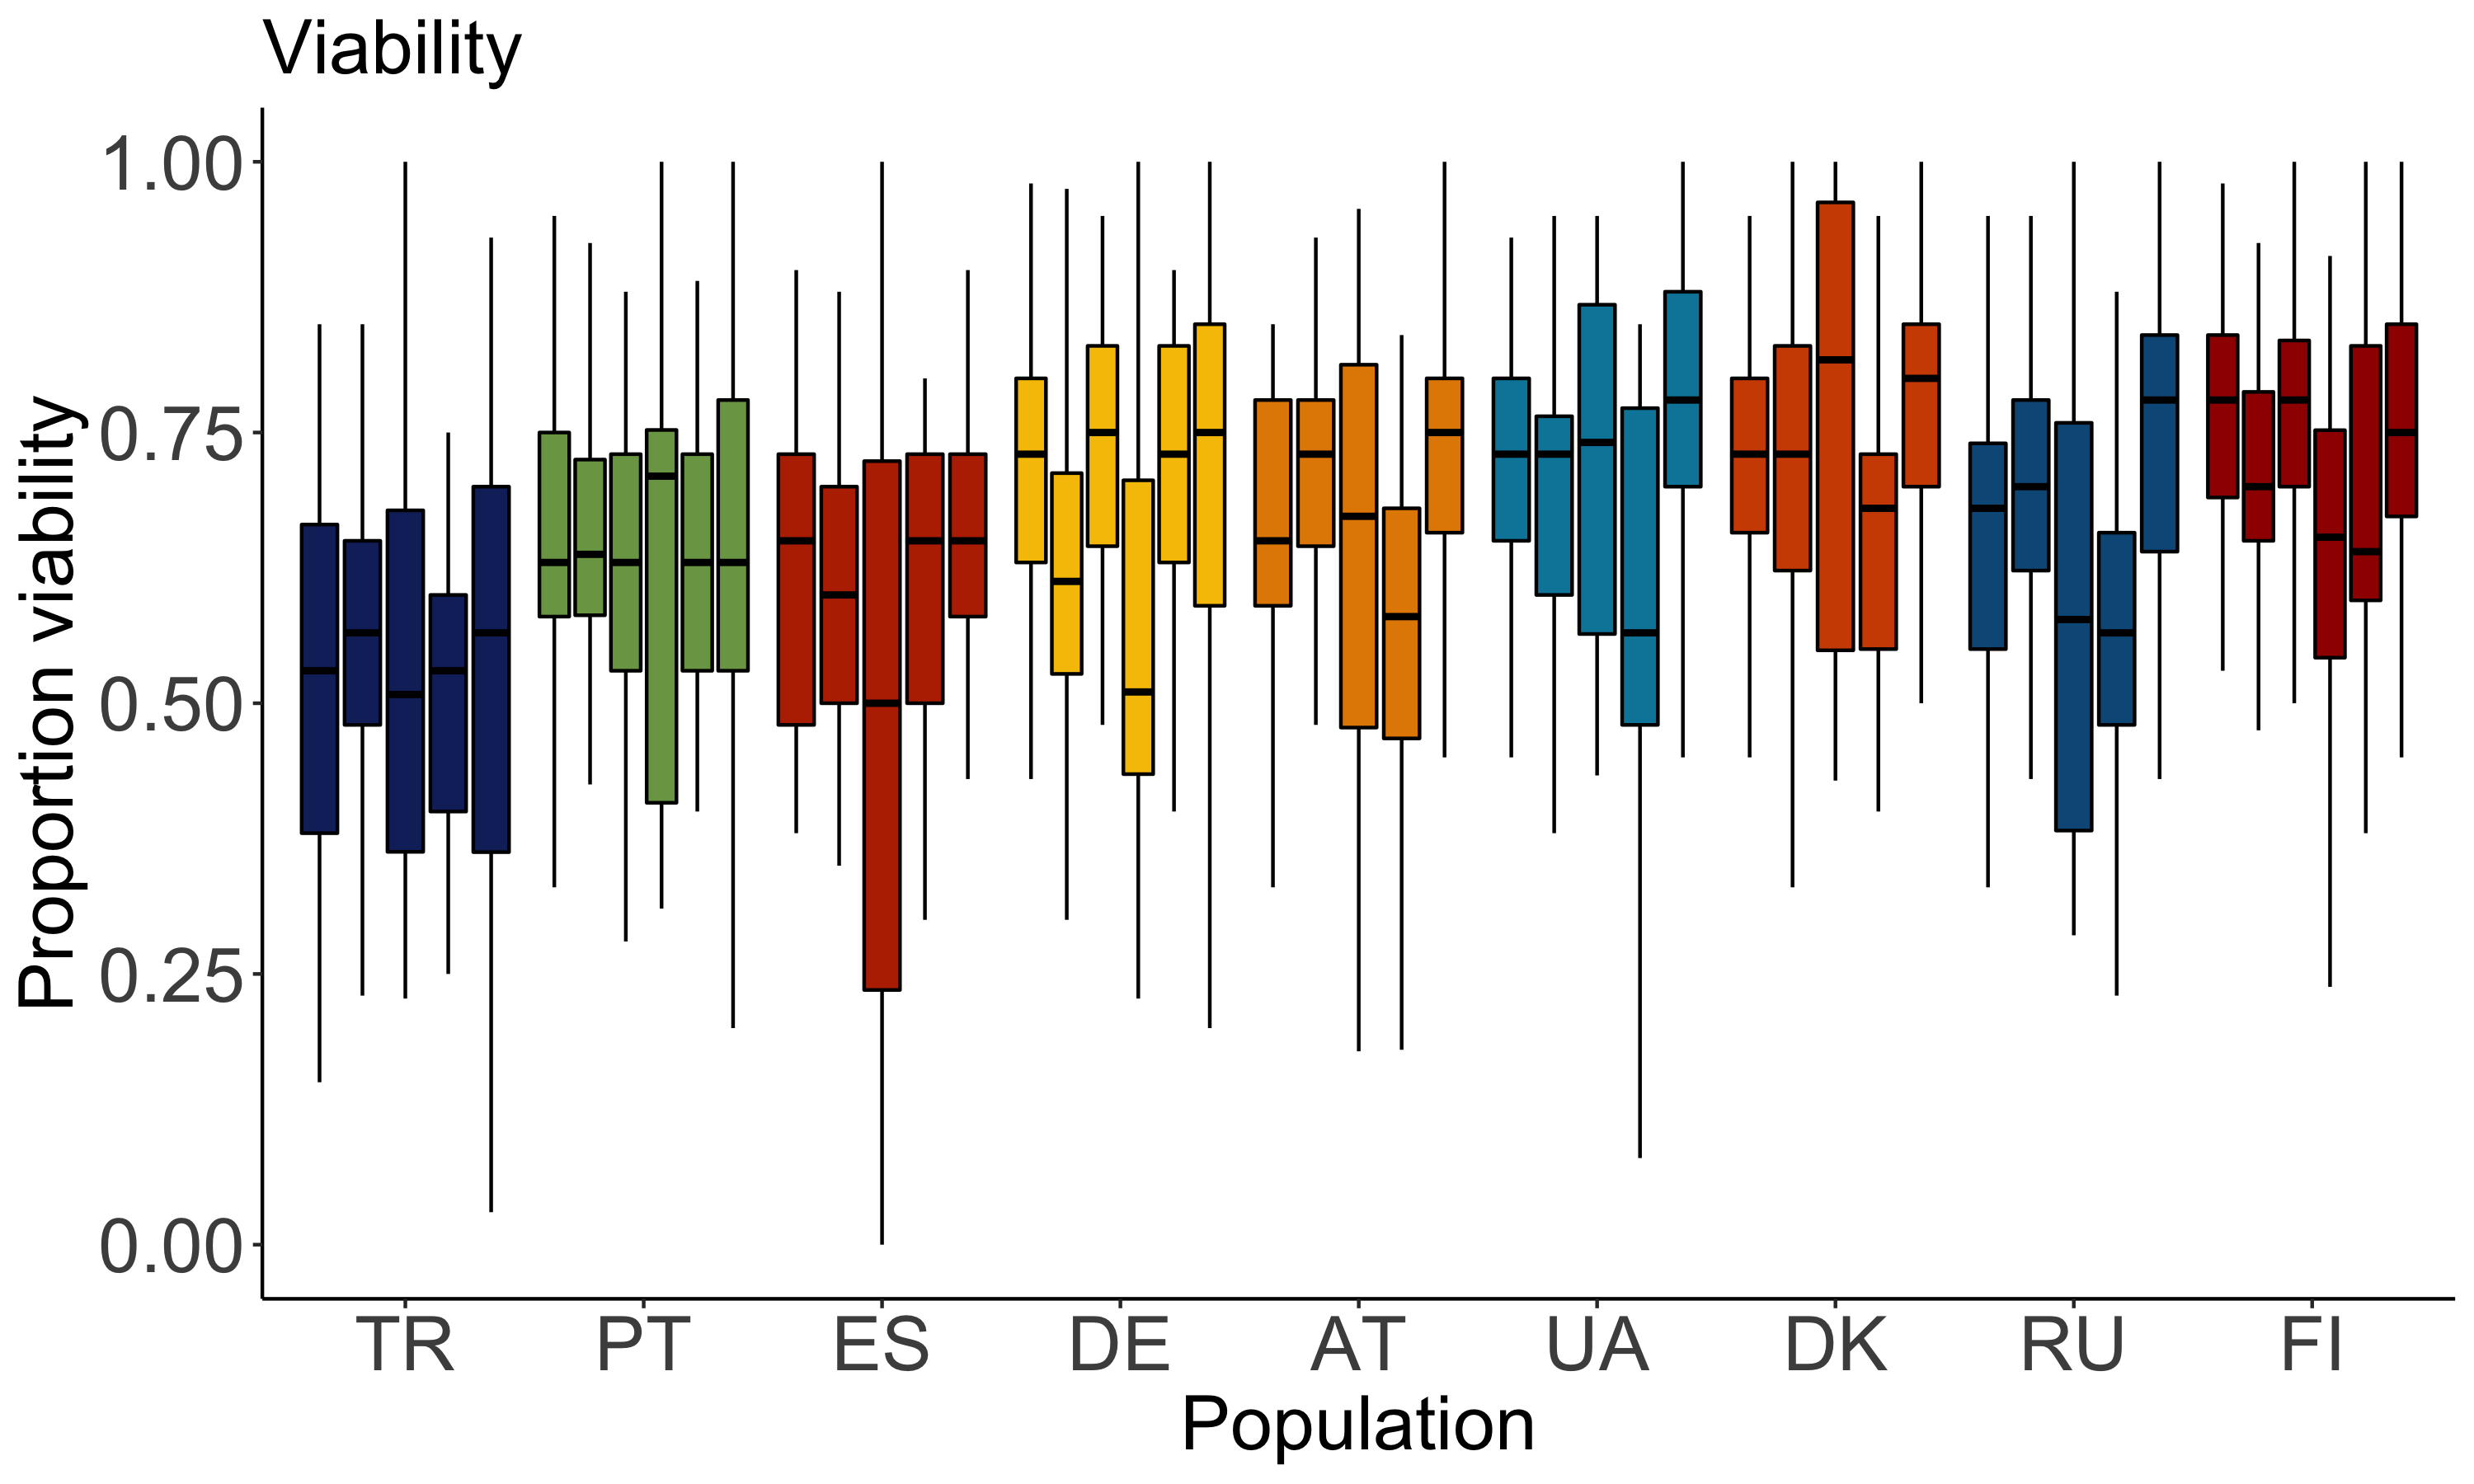 Viability
1.00
0.75
0.50
0.25
0.00
Proportion viability
TR PT ES DE AT UA DK RU FI
Population